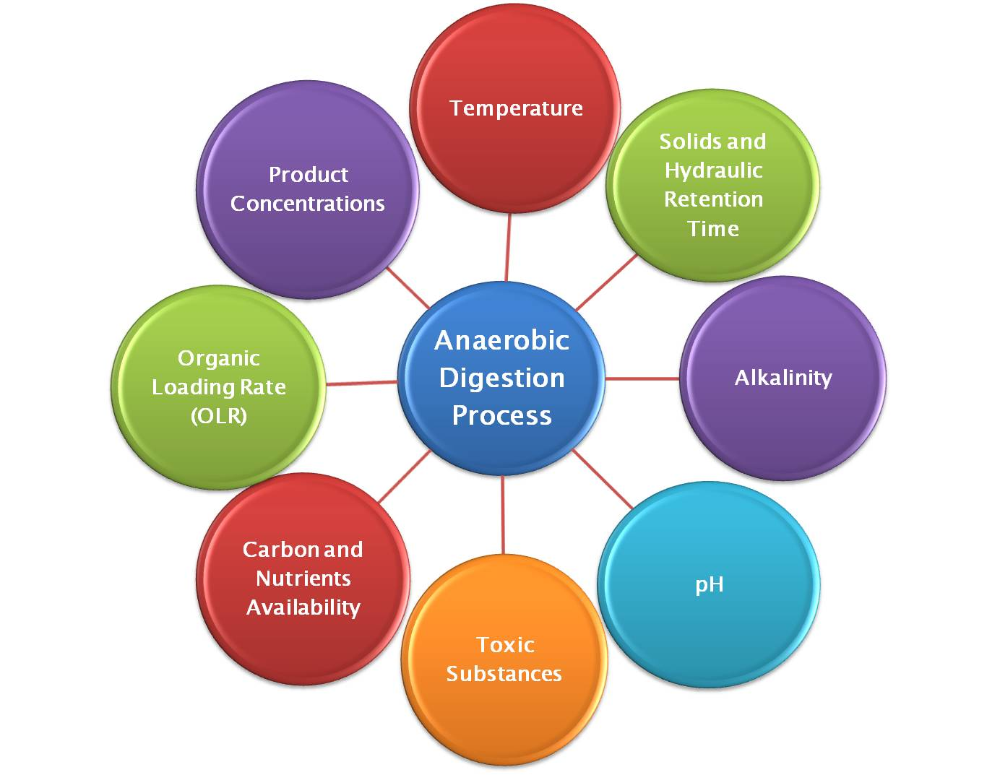 Temperature
Solids and
Hydraulic
Retention
Time
Alkalinity
pH
Toxic
Substances
Carbon and
Nutrients
Availability
Organic
Loading Rate
(OLR)
Product
Concentrations
Anaerobic
Digestion
Process